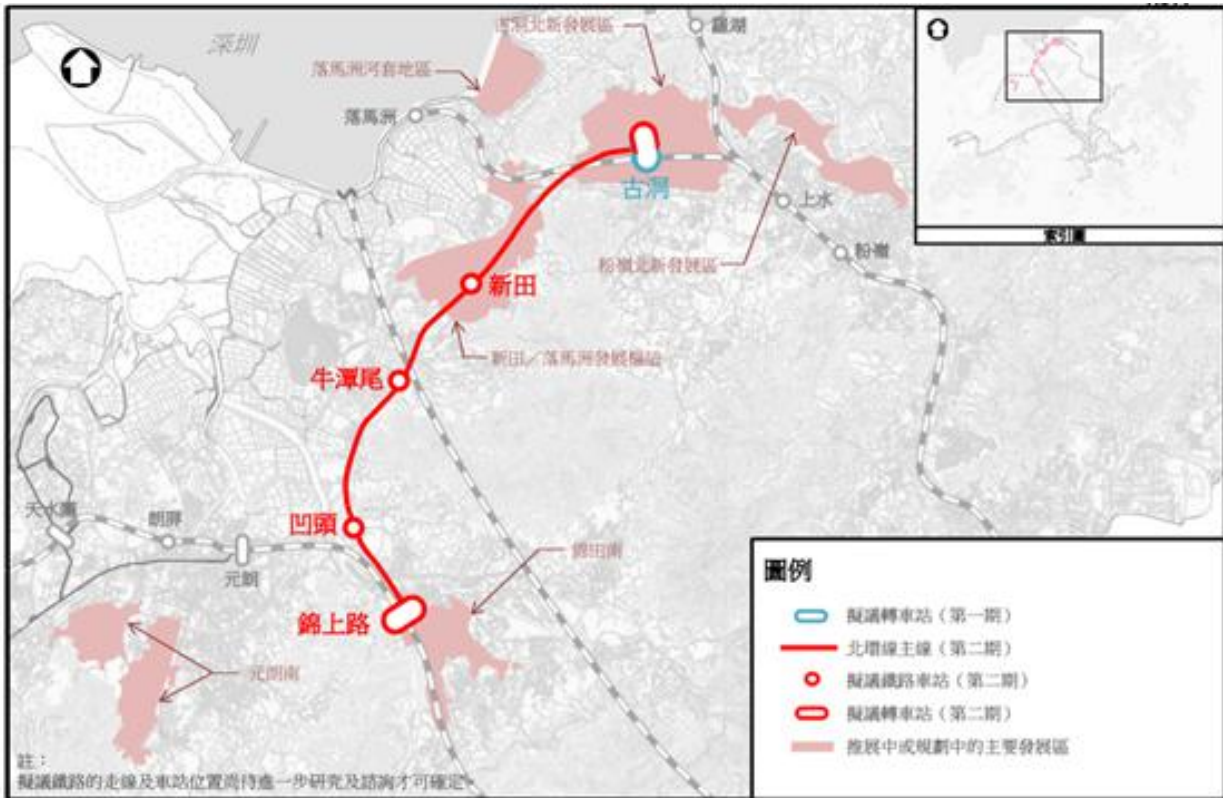 深圳
古洞北新發展區
羅湖
落馬洲河套地區
落馬洲
古洞
上水
粉嶺
索引圖
新田
粉嶺北新發展區
新田／落馬洲發展樞紐
牛潭尾
天水圍
朗屏
元朗
凹頭
錦田南
錦上路
元朗南
圖例
擬議轉車站（第一期）
北環線主線（第二期）
擬議鐵路車站（第二期）
擬議轉車站（第二期）
推展中或規劃中的主要發展區
註：
擬議鐵路的走線及車站位置尚待進一步研究及諮詢才可確定。